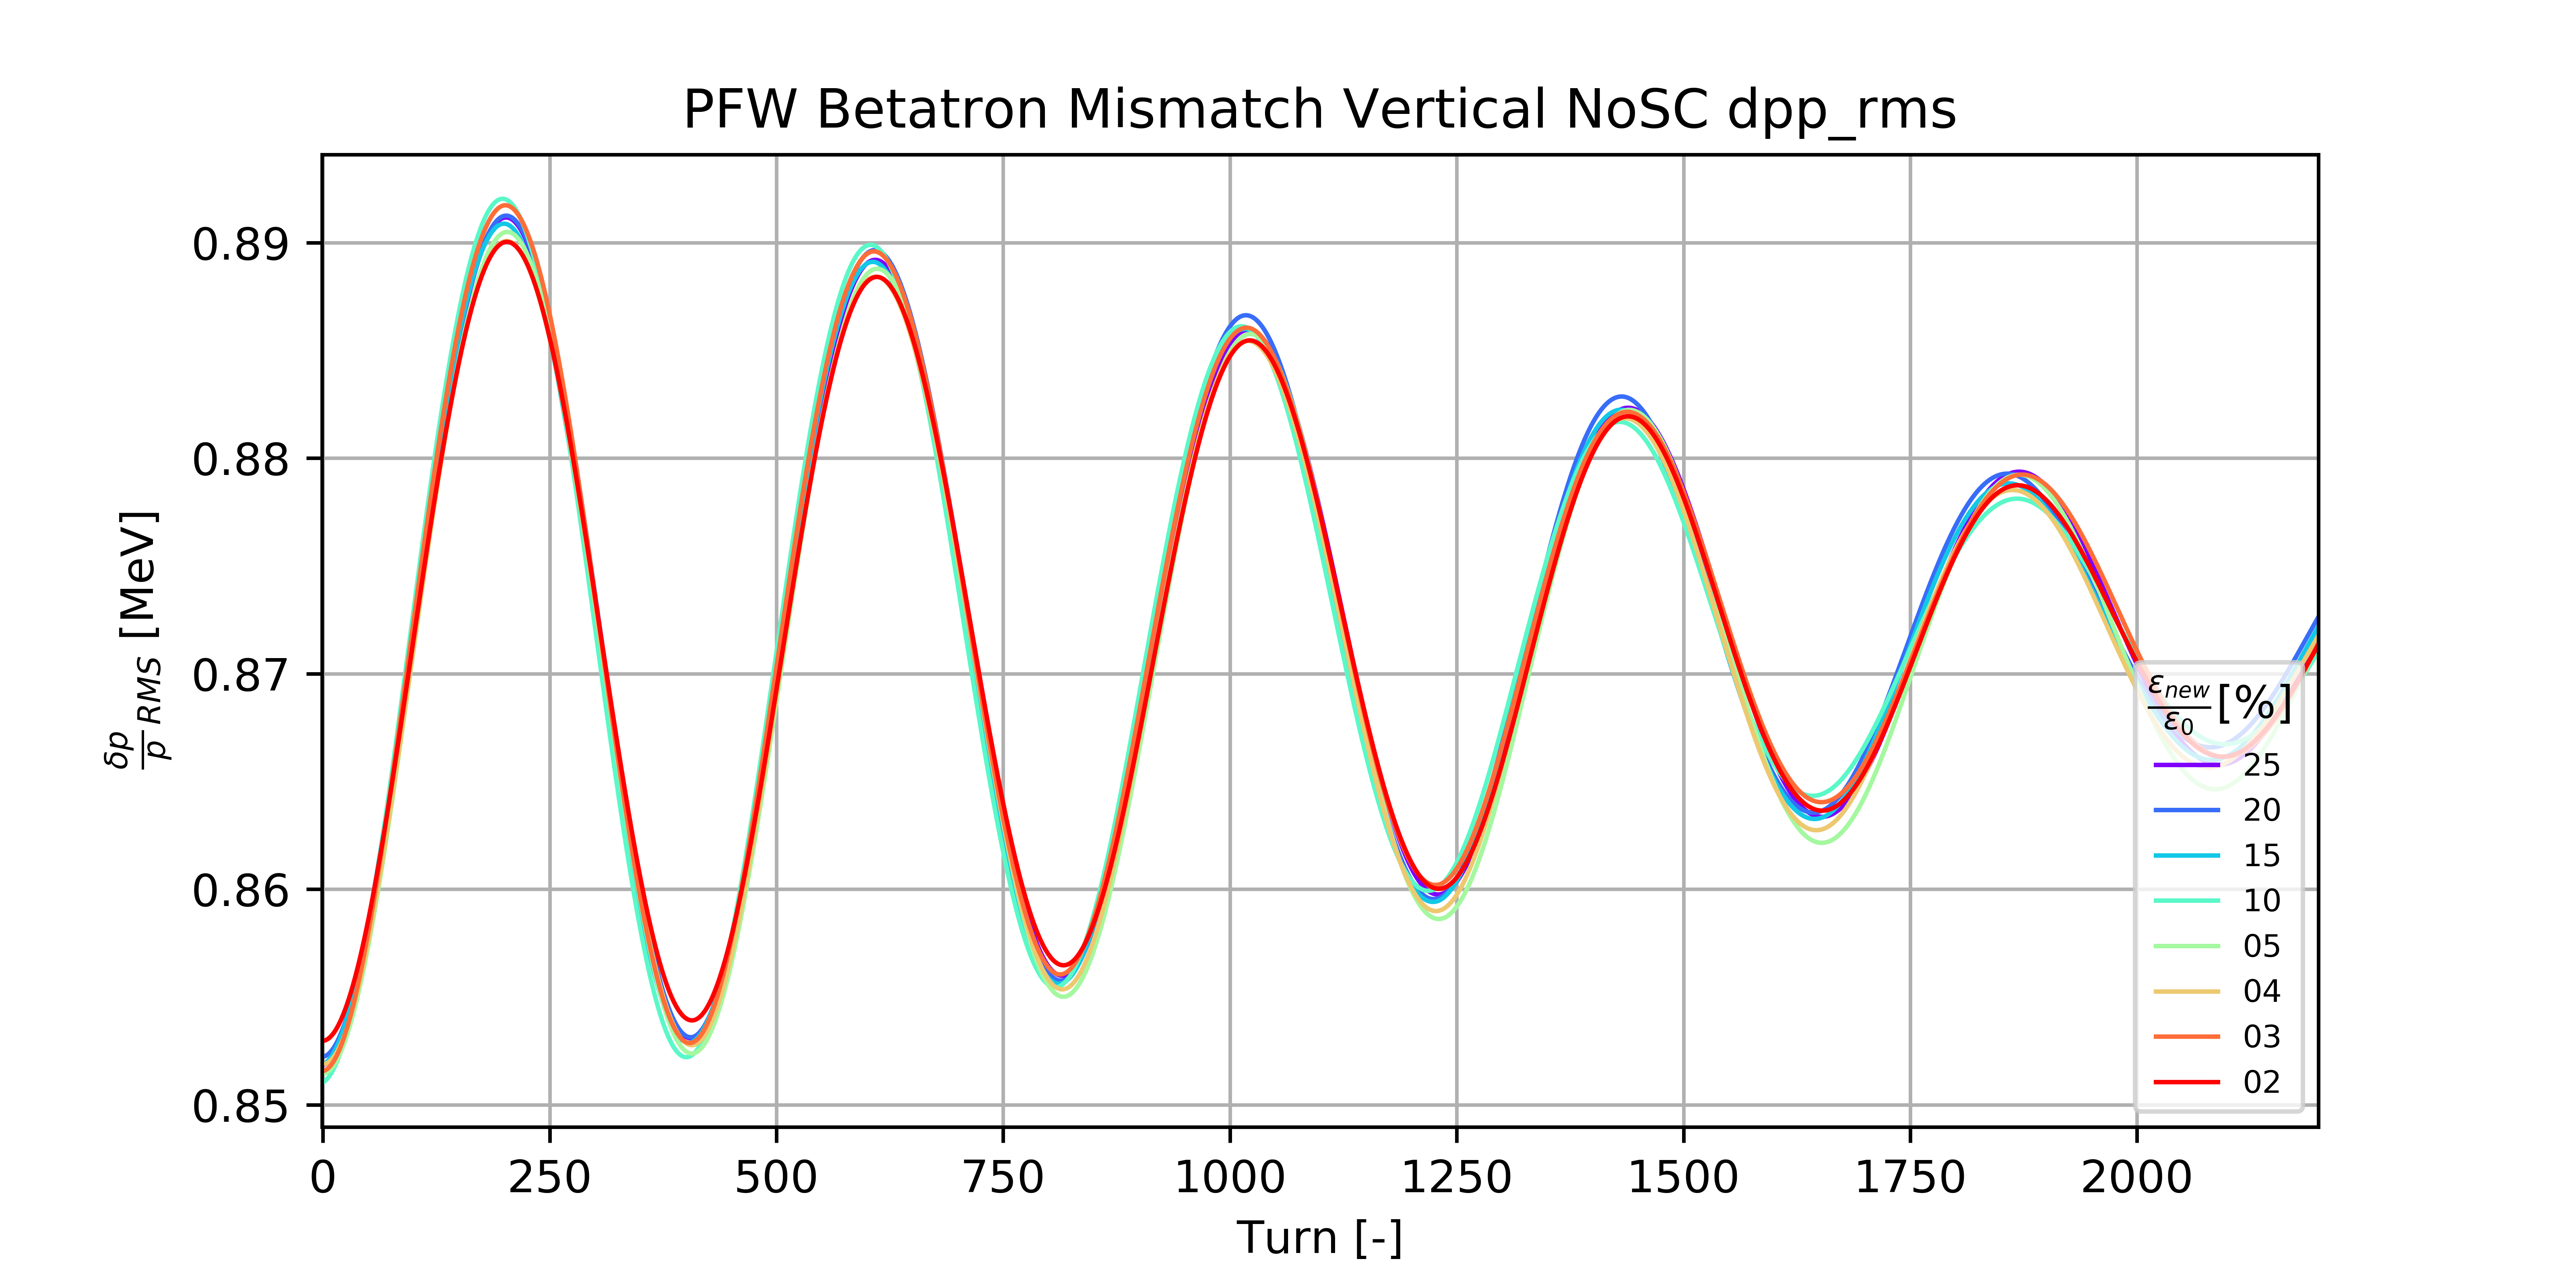 PFW Betatron Mismatch Vertical NoSC dpp_rms
δp/p RMS [MeV]
0.89
0.88
0.87
0.86
0.85
0 250 500 750 1000 1250 1500 1750 2000
Turn [-]
ε_new/ε_0 [%]
25
20
15
10
05
04
03
02